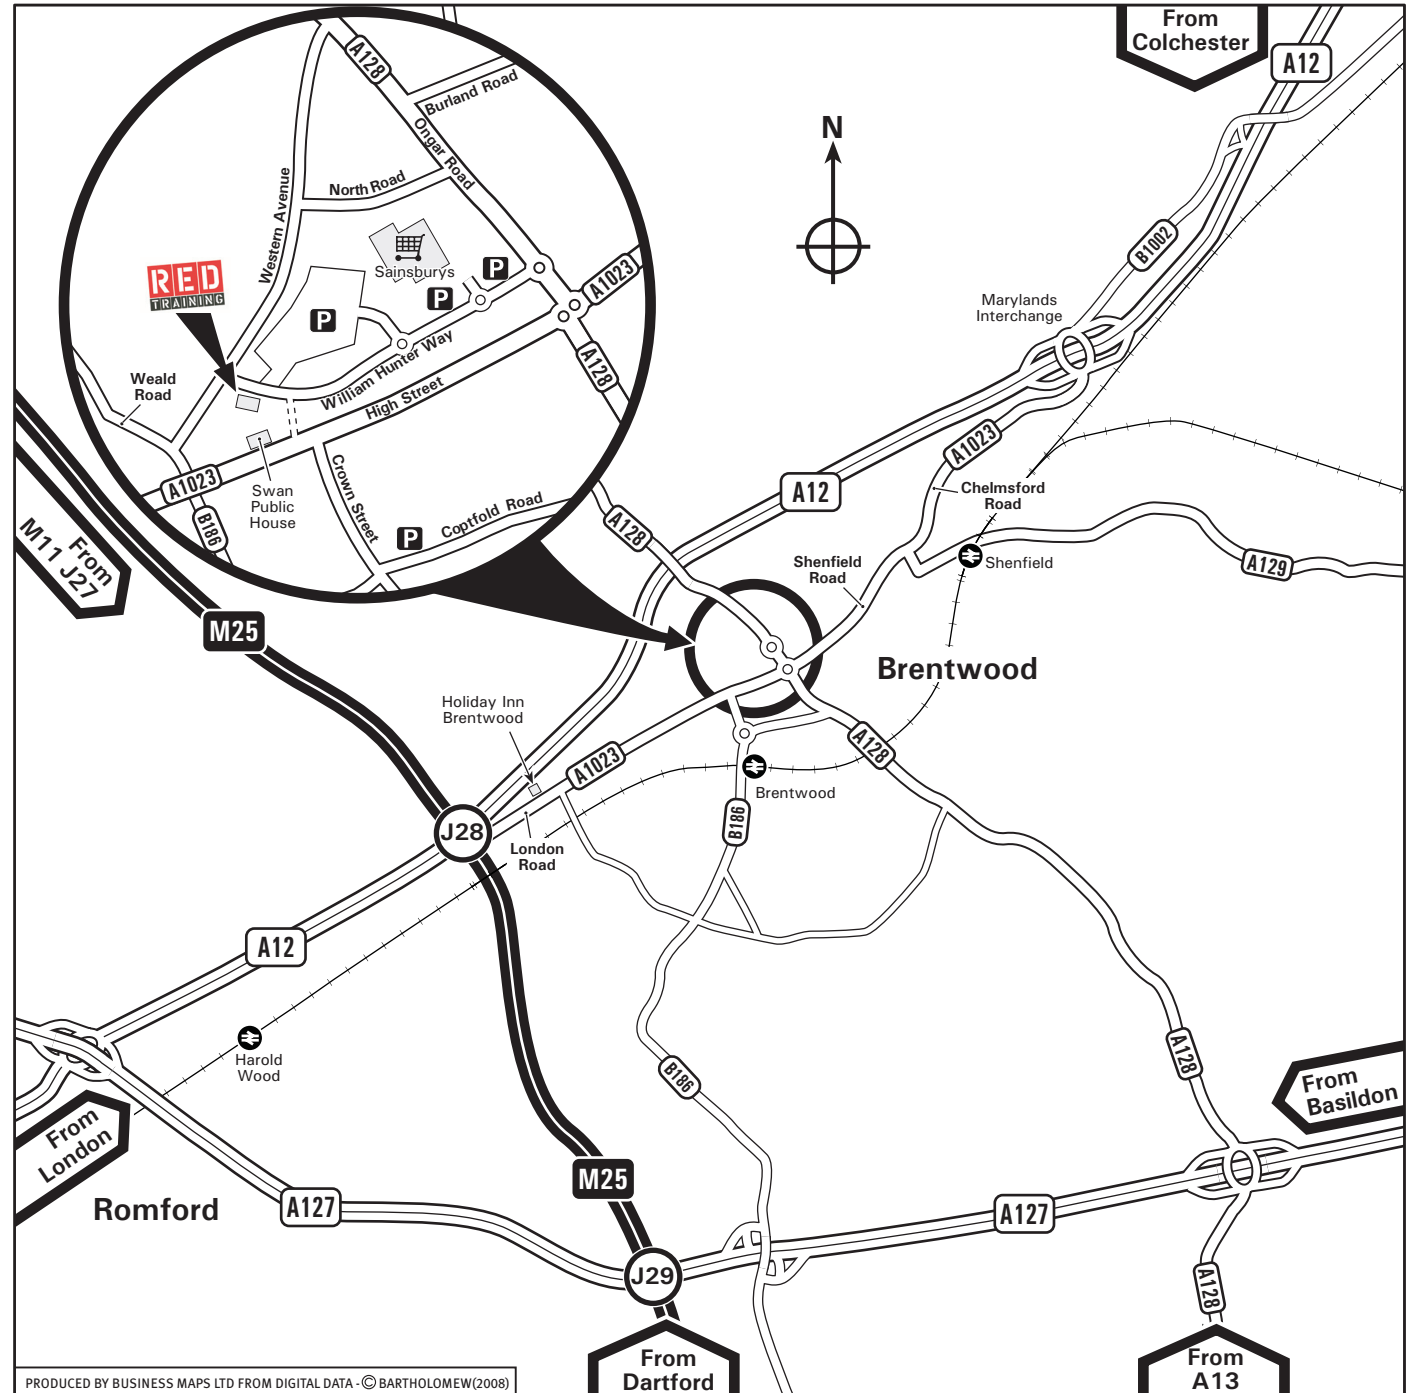 From
Colchester
A12
A128
Burland Road
Ongar Road
N
North Road
Western Avenue
B1002
Sainsburys
P
P
A1023
RED
TRAINING
P
Marylands
Interchange
William Hunter Way
A128
High Street
Weald
Road
A1023
Swan
Public
House
Crown Street
Coptfold Road
P
B186
A1023
A12
Chelmsford
Road
A128
From
M11 J27
Shenfield
Road
Shenfield
A129
M25
Brentwood
Holiday Inn
Brentwood
A128
A1023
Brentwood
B186
J28
London
Road
A12
Harold
Wood
A128
B186
From
Basildon
From
London
M25
Romford
A127
A127
J29
A128
From
Dartford
From
A13
PRODUCED BY BUSINESS MAPS LTD FROM DIGITAL DATA - © BARTHOLOMEW(2008)